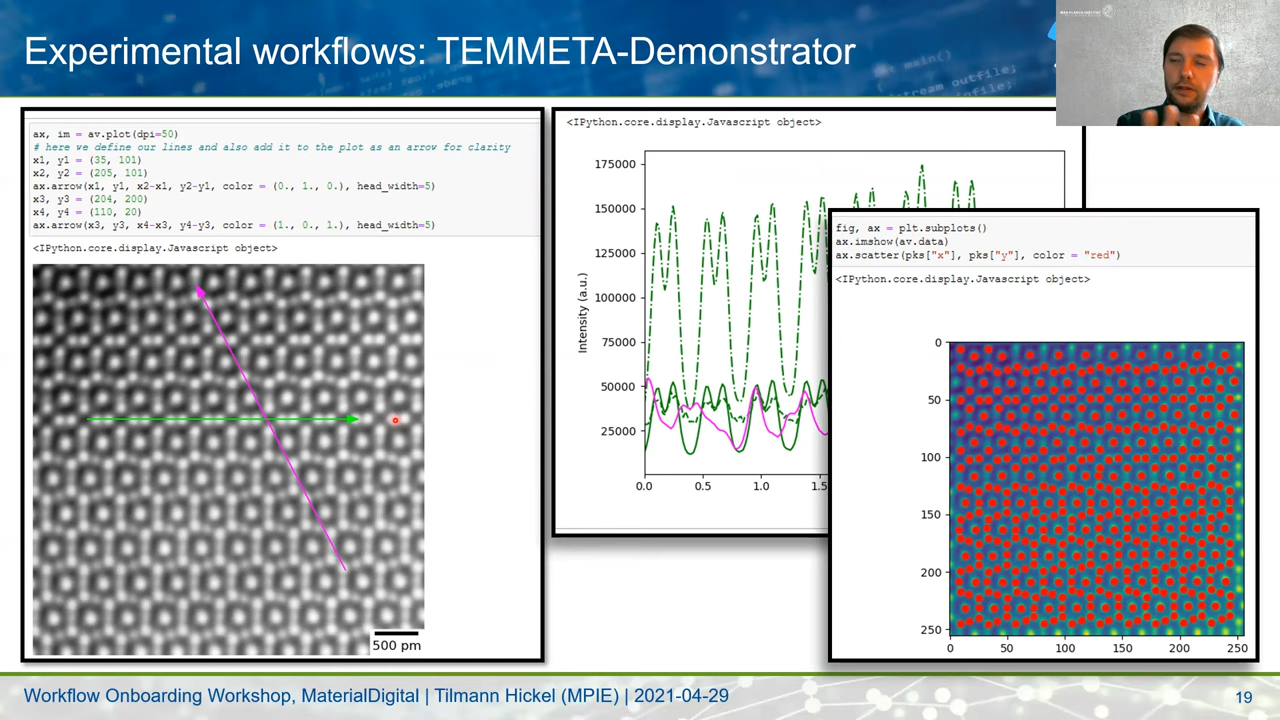 Experimental workflows: TEMMETA-Demonstrator
ax, im = av.plot(dpi=50)
# here we define our lines and also add it to the plot as an arrow for clarity
x1, y1 = (35, 101)
x2, y2 = (205, 101)
ax.arrow(x1, y1, x2-x1, y2-y1, color = (0., 1., 0.), head_width=5)
x3, y3 = (204, 200)
x4, y4 = (110, 20)
ax.arrow(x3, y3, x4-x3, y4-y3, color = (1., 0., 1.), head_width=5)
<IPython.core.display.Javascript object>
500 pm
<IPython.core.display.Javascript object>
175000
150000
125000
100000
75000
50000
25000
Intensity (a.u.)
0.0 0.5 1.0 1.5
fig, ax = plt.subplots()
ax.imshow(av.data)
ax.scatter(pks["x"], pks["y"], color = "red")
<IPython.core.display.Javascript object>
0
50
100
150
200
250
0 50 100 150 200 250
Workflow Onboarding Workshop, MaterialDigital | Tilmann Hickel (MPIE) | 2021-04-29
19